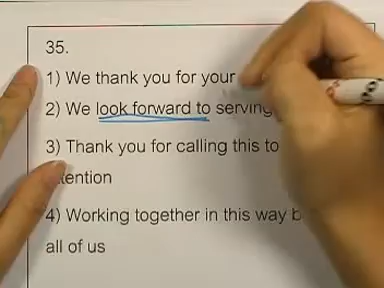 35.
1) We thank you for your
2) We look forward to serving
3) Thank you for calling this to
4) Working together in this way
all of us